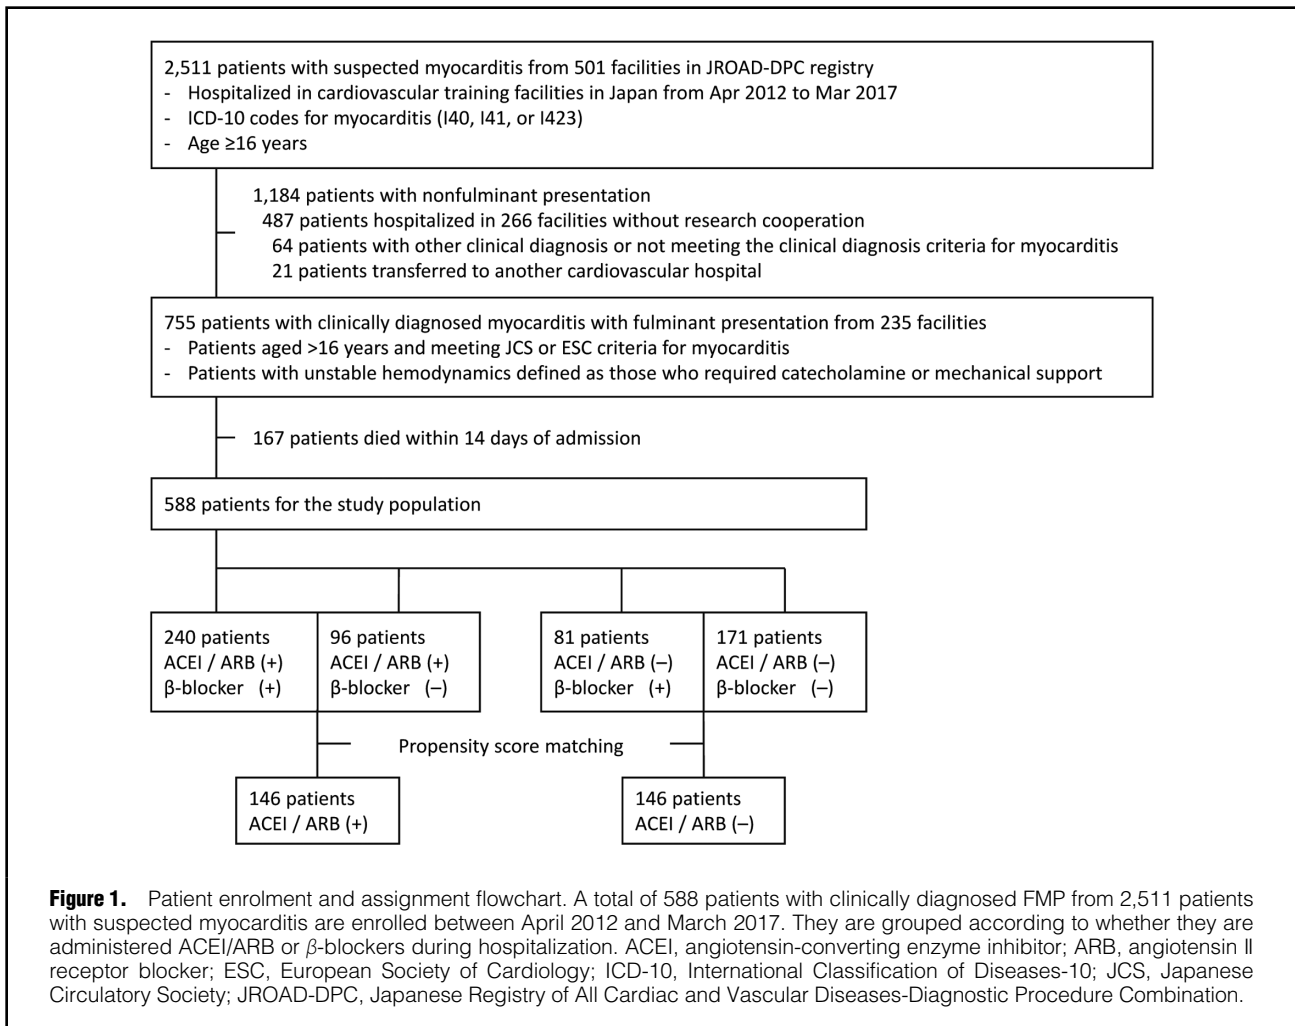 2,511 patients with suspected myocarditis from 501 facilities in JROAD-DPC registry
- Hospitalized in cardiovascular training facilities in Japan from Apr 2012 to Mar 2017
- ICD-10 codes for myocarditis (I40, I41, or I423)
- Age ≥16 years
1,184 patients with nonfulminant presentation
487 patients hospitalized in 266 facilities without research cooperation
64 patients with other clinical diagnosis or not meeting the clinical diagnosis criteria for myocarditis
21 patients transferred to another cardiovascular hospital
755 patients with clinically diagnosed myocarditis with fulminant presentation from 235 facilities
- Patients aged >16 years and meeting JCS or ESC criteria for myocarditis
- Patients with unstable hemodynamics defined as those who required catecholamine or mechanical support
167 patients died within 14 days of admission
588 patients for the study population
240 patients
ACEI / ARB (+)
β-blocker (+)
96 patients
ACEI / ARB (+)
β-blocker (–)
81 patients
ACEI / ARB (–)
β-blocker (+)
171 patients
ACEI / ARB (–)
β-blocker (–)
Propensity score matching
146 patients
ACEI / ARB (+)
146 patients
ACEI / ARB (–)
Figure 1. Patient enrolment and assignment flowchart. A total of 588 patients with clinically diagnosed FMP from 2,511 patients
with suspected myocarditis are enrolled between April 2012 and March 2017. They are grouped according to whether they are
administered ACEI/ARB or β-blockers during hospitalization. ACEI, angiotensin-converting enzyme inhibitor; ARB, angiotensin II
receptor blocker; ESC, European Society of Cardiology; ICD-10, International Classification of Diseases-10; JCS, Japanese
Circulatory Society; JROAD-DPC, Japanese Registry of All Cardiac and Vascular Diseases-Diagnostic Procedure Combination.